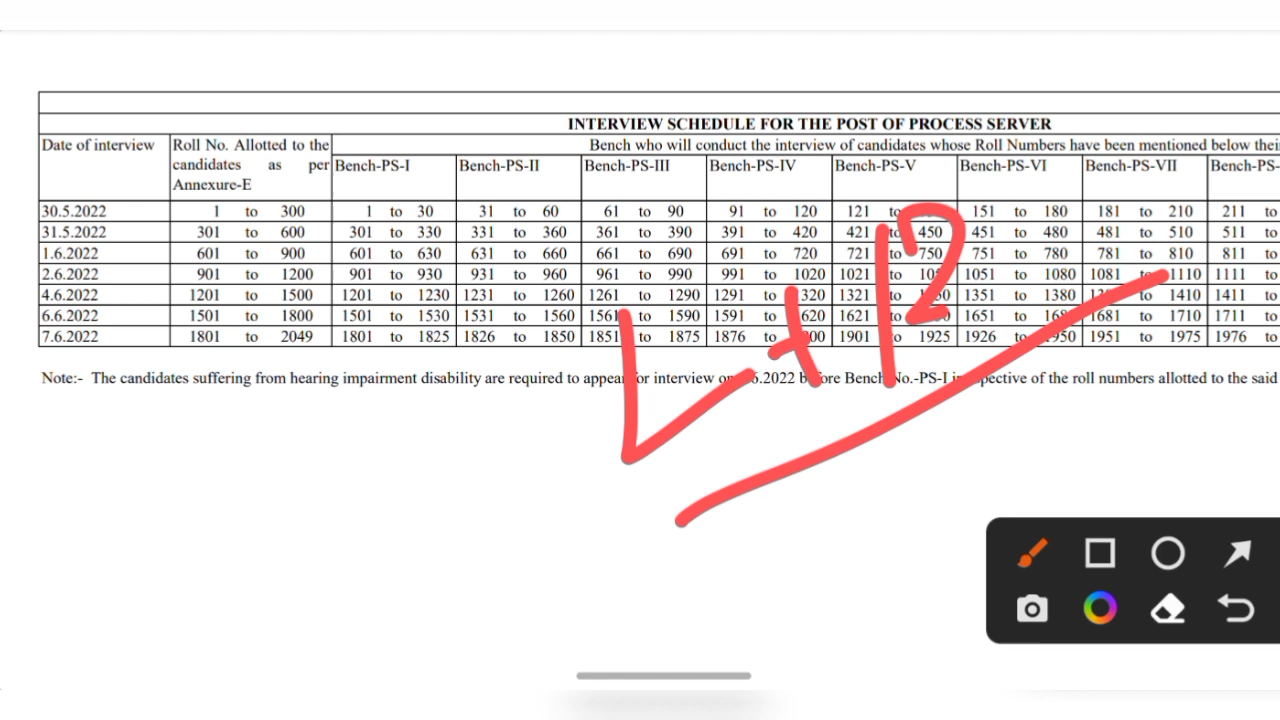 INTERVIEW SCHEDULE FOR THE POST OF PROCESS SERVER
Date of interview Roll No. Allotted to the candidates as per Annexure-E Bench who will conduct the interview of candidates whose Roll Numbers have been mentioned below
Bench-PS-I Bench-PS-II Bench-PS-III Bench-PS-IV Bench-PS-V Bench-PS-VI Bench-PS-VII Bench-PS-
30.5.2022 1 to 300 1 to 30 31 to 60 61 to 90 91 to 120 121 to 151 to 180 181 to 210 211 to
31.5.2022 301 to 600 301 to 330 331 to 360 361 to 390 391 to 420 421 to 450 451 to 480 481 to 510 511 to
1.6.2022 601 to 900 601 to 630 631 to 660 661 to 690 691 to 720 721 to 750 751 to 780 781 to 810 811 to
2.6.2022 901 to 1200 901 to 930 931 to 960 961 to 990 991 to 1020 1021 to 1051 to 1080 1081 to 1110 1111 to
4.6.2022 1201 to 1500 1201 to 1230 1231 to 1260 1261 to 1290 1291 to 1321 to 1351 to 1380 to 1410 1411 to
6.6.2022 1501 to 1800 1501 to 1530 1531 to 1560 1561 to 1590 1591 to 1621 to 1651 to 1681 to 1710 1711 to
7.6.2022 1801 to 2049 1801 to 1825 1826 to 1850 1851 to 1875 1876 to 1901 to 1925 1926 to 1951 to 1975 1976 to
Note:- The candidates suffering from hearing impairment disability are required to appear for interview before Bench No.-PS-I irrespective of the roll numbers allotted to the said
L+12